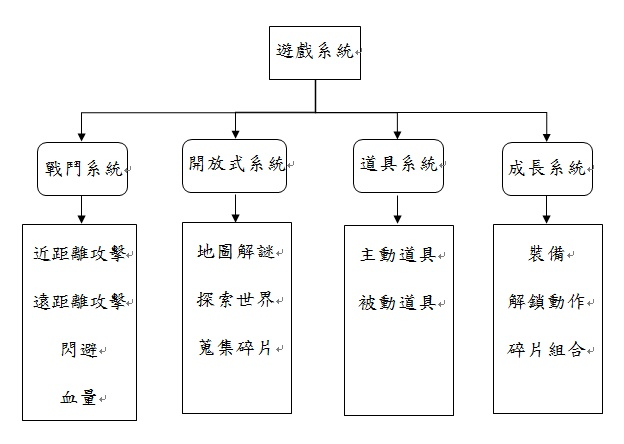 遊戲系統
戰鬥系統
開放式系統
道具系統
成長系統
近距離攻擊
遠距離攻擊
閃避
血量
地圖解謎
探索世界
蒐集碎片
主動道具
被動道具
裝備
解鎖動作
碎片組合